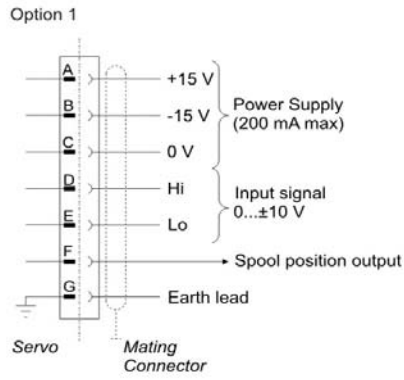 Option 1
A
+15 V
B
-15 V
Power Supply
(200 mA max)
C
0 V
D
Hi
Input signal
0...±10 V
E
Lo
F
Spool position output
G
Earth lead
Servo
Mating
Connector